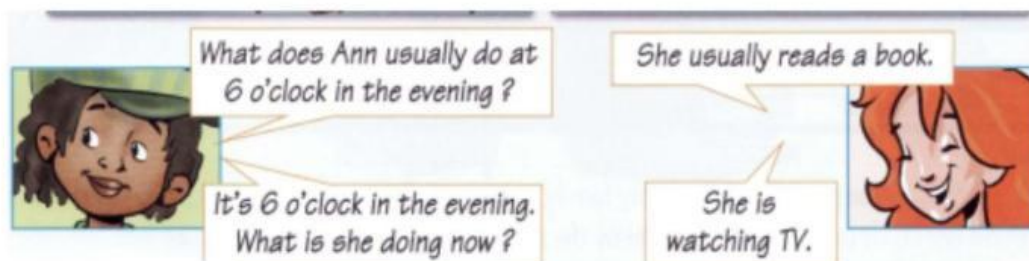 What does Ann usually do at
6 o'clock in the evening ?
She usually reads a book.
It's 6 o'clock in the evening.
What is she doing now ?
She is
watching TV.